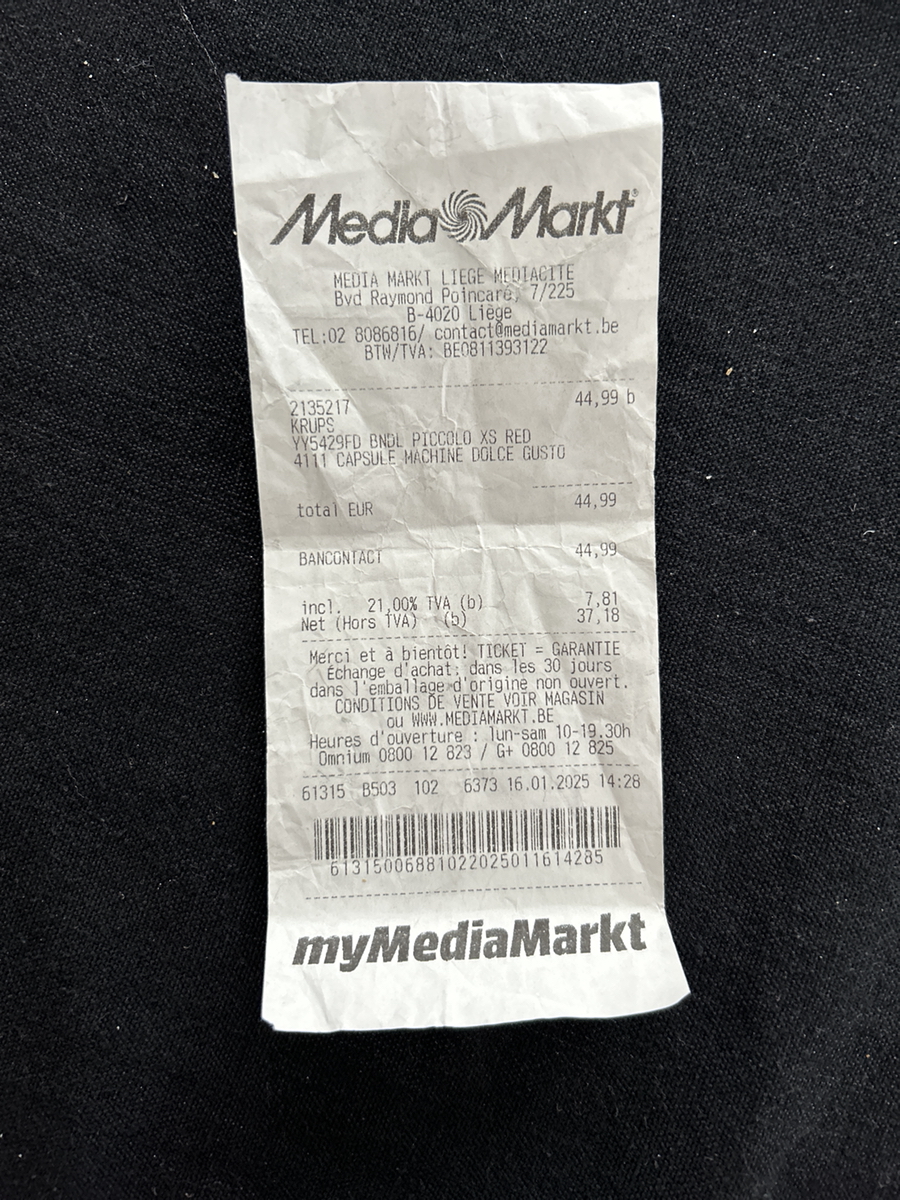 Media Markt®
MEDIA MARKT LIEGE MEDIACITE
Bvd Raymond Poincaré, 7/225
B-4020 Liège
TEL:02 8086816/ contact@mediamarkt.be
BTW/TVA: BE0811393122
2135217 44,99 b
KRUPS
YY5429FD BNDL PICCOLO XS RED
4111 CAPSULE MACHINE DOLCE GUSTO
total EUR 44,99
BANCONTACT 44,99
incl. 21,00% TVA (b) 7,81
Net (Hors TVA) (b) 37,18
Merci et à bientôt! TICKET = GARANTIE
Échange d'achat: dans les 30 jours
dans l'emballage d'origine non ouvert.
CONDITIONS DE VENTE VOIR MAGASIN
ou WWW.MEDIAMARKT.BE
Heures d'ouverture : lun-sam 10-19.30h
Omnium 0800 12 823 / G+ 0800 12 825
61315 B503 102 6373 16.01.2025 14:28
61315006881022025011614285
myMediaMarkt